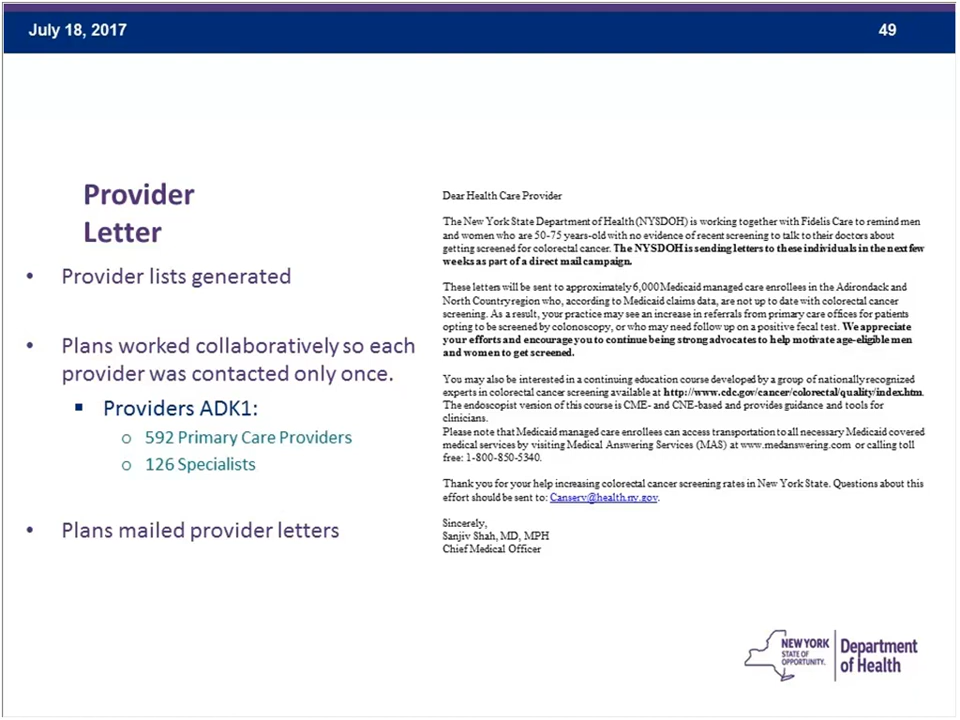 July 18, 2017
49
Provider
Letter
• Provider lists generated
• Plans worked collaboratively so each
provider was contacted only once.
▪ Providers ADK1:
o 592 Primary Care Providers
o 126 Specialists
• Plans mailed provider letters
Dear Health Care Provider
The New York State Department of Health (NYSDOH) is working together with Fidelis Care to remind men
and women who are 50-75 years-old with no evidence of recent screening to talk to their doctors about
getting screened for colorectal cancer. The NYSDOH is sending letters to these individuals in the next few
weeks as part of a direct mail campaign.
These letters will be sent to approximately 6,000 Medicaid managed care enrollees in the Adirondack and
North Country region who, according to Medicaid claims data, are not up to date with colorectal cancer
screening. As a result, your practice may see an increase in referrals from primary care offices for patients
opting to be screened by colonoscopy, or who may need follow up on a positive fecal test. We appreciate
your efforts and encourage you to continue being strong advocates to help motivate age-eligible men
and women to get screened.
You may also be interested in a continuing education course developed by a group of nationally recognized
experts in colorectal cancer screening available at http://www.cdc.gov/cancer/colorectal/quality/index.htm.
The endoscopist version of this course is CME- and CNE-based and provides guidance and tools for
clinicians.
Please note that Medicaid managed care enrollees can access transportation to all necessary Medicaid covered
medical services by visiting Medical Answering Services (MAS) at www.medanswering.com or calling toll
free: 1-800-850-5340.
Thank you for your help increasing colorectal cancer screening rates in New York State. Questions about this
effort should be sent to: Canserv@health.ny.gov.
Sincerely,
Sanjiv Shah, MD, MPH
Chief Medical Officer
NEW YORK
STATE OF
OPPORTUNITY.
Department
of Health